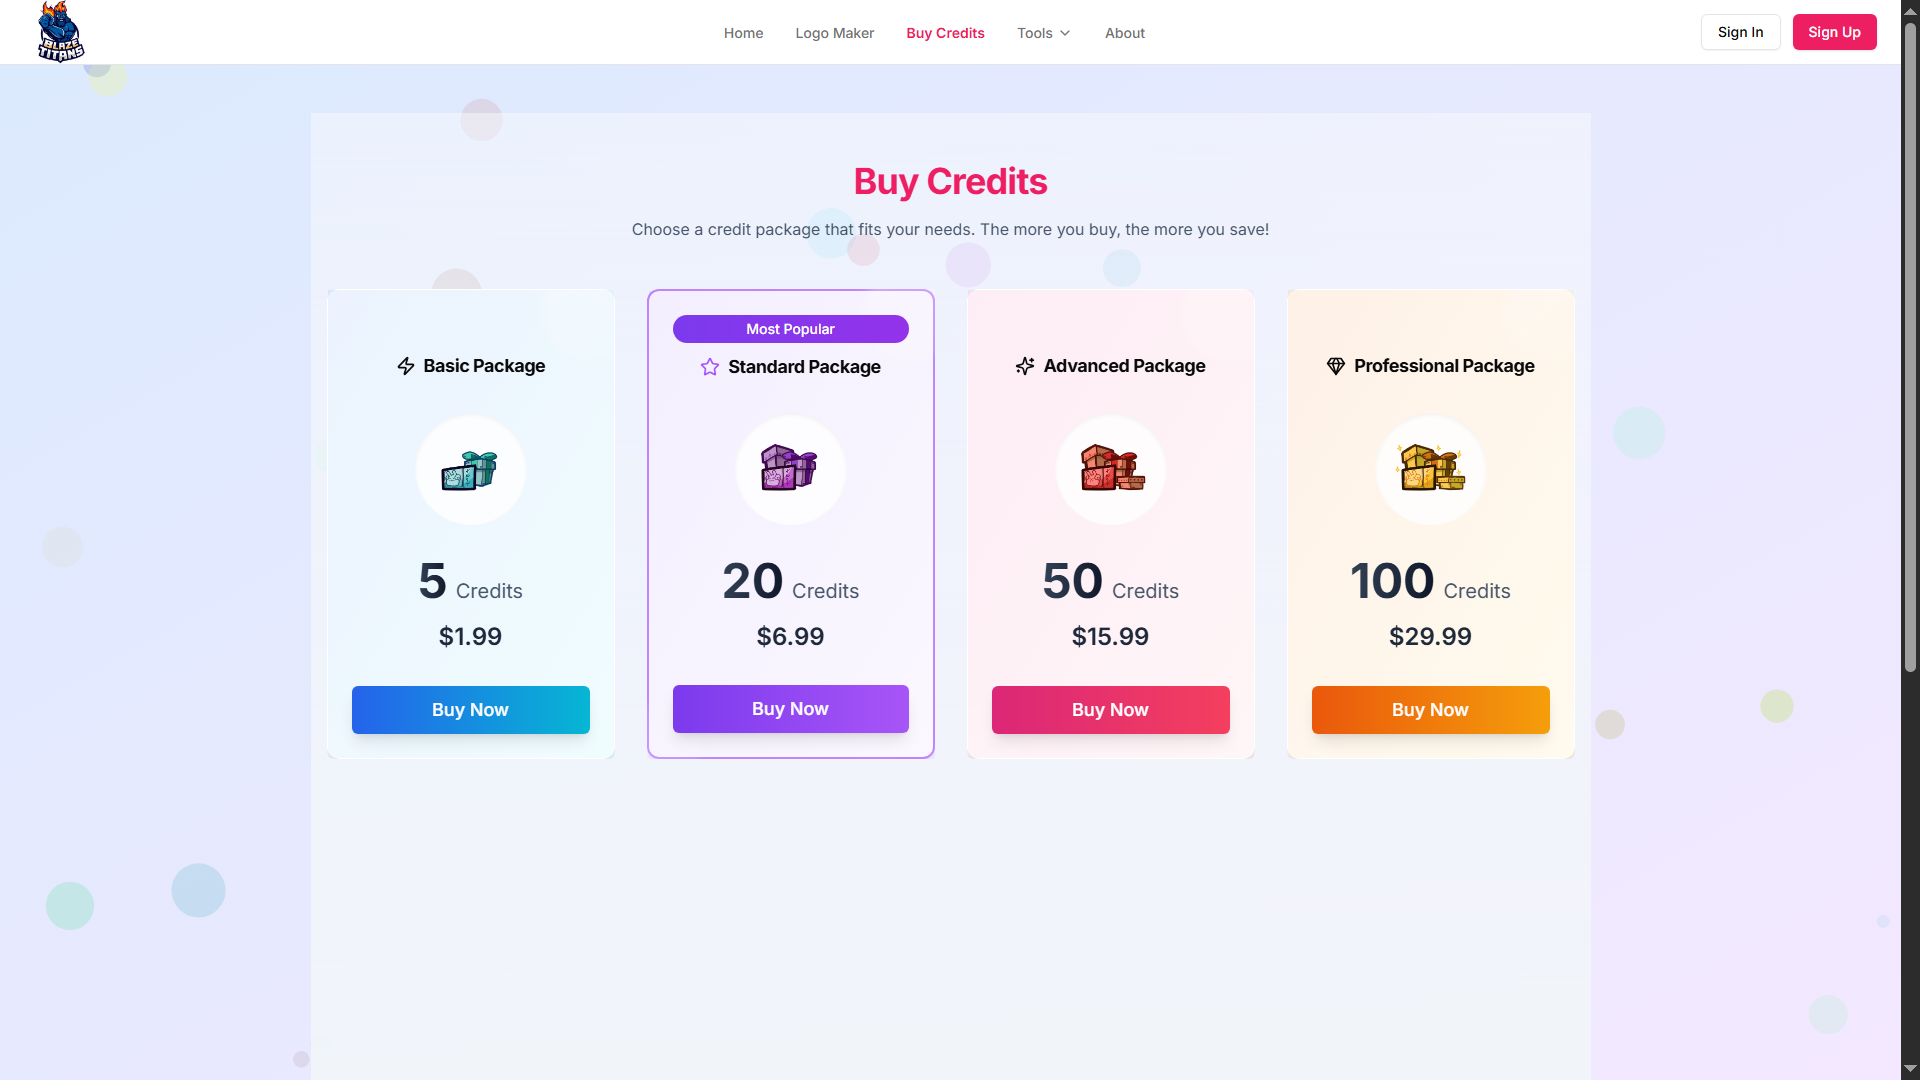 BLAZE
TITANS
Home
Logo Maker
Buy Credits
Tools
About
Sign In
Sign Up
Buy Credits
Choose a credit package that fits your needs. The more you buy, the more you save!
Basic Package
5 Credits
$1.99
Buy Now
Most Popular
Standard Package
20 Credits
$6.99
Buy Now
Advanced Package
50 Credits
$15.99
Buy Now
Professional Package
100 Credits
$29.99
Buy Now